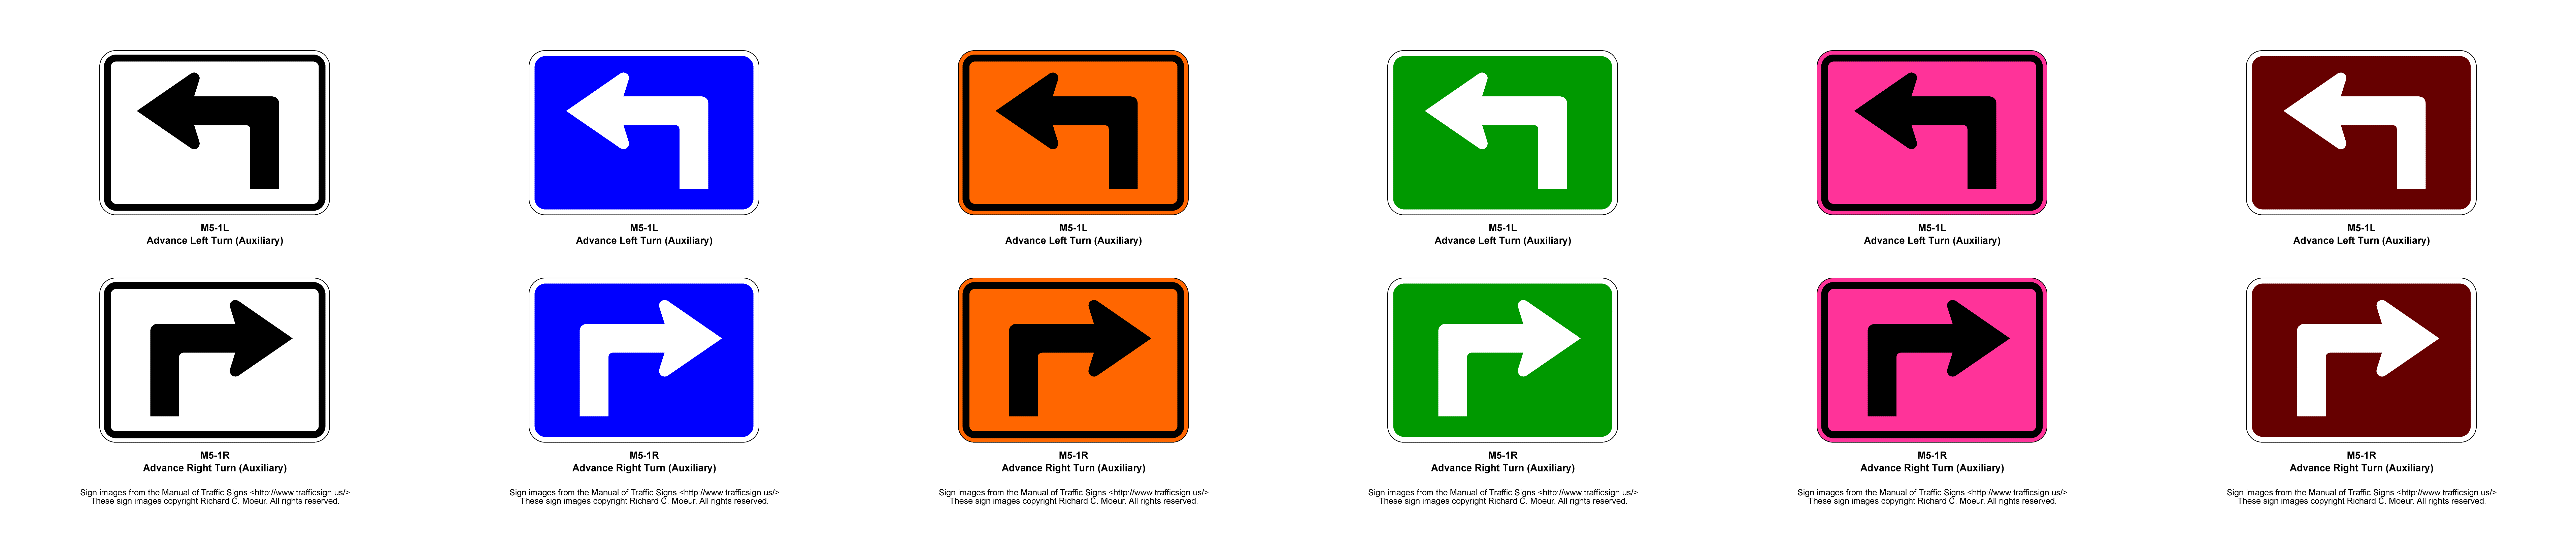 M5-1L
Advance Left Turn (Auxiliary)
M5-1L
Advance Left Turn (Auxiliary)
M5-1L
Advance Left Turn (Auxiliary)
M5-1L
Advance Left Turn (Auxiliary)
M5-1L
Advance Left Turn (Auxiliary)
M5-1L
Advance Left Turn (Auxiliary)
M5-1R
Advance Right Turn (Auxiliary)
M5-1R
Advance Right Turn (Auxiliary)
M5-1R
Advance Right Turn (Auxiliary)
M5-1R
Advance Right Turn (Auxiliary)
M5-1R
Advance Right Turn (Auxiliary)
M5-1R
Advance Right Turn (Auxiliary)
Sign images from the Manual of Traffic Signs <http://www.trafficsign.us/>
These sign images copyright Richard C. Moeur. All rights reserved.
Sign images from the Manual of Traffic Signs <http://www.trafficsign.us/>
These sign images copyright Richard C. Moeur. All rights reserved.
Sign images from the Manual of Traffic Signs <http://www.trafficsign.us/>
These sign images copyright Richard C. Moeur. All rights reserved.
Sign images from the Manual of Traffic Signs <http://www.trafficsign.us/>
These sign images copyright Richard C. Moeur. All rights reserved.
Sign images from the Manual of Traffic Signs <http://www.trafficsign.us/>
These sign images copyright Richard C. Moeur. All rights reserved.
Sign images from the Manual of Traffic Signs <http://www.trafficsign.us/>
These sign images copyright Richard C. Moeur. All rights reserved.